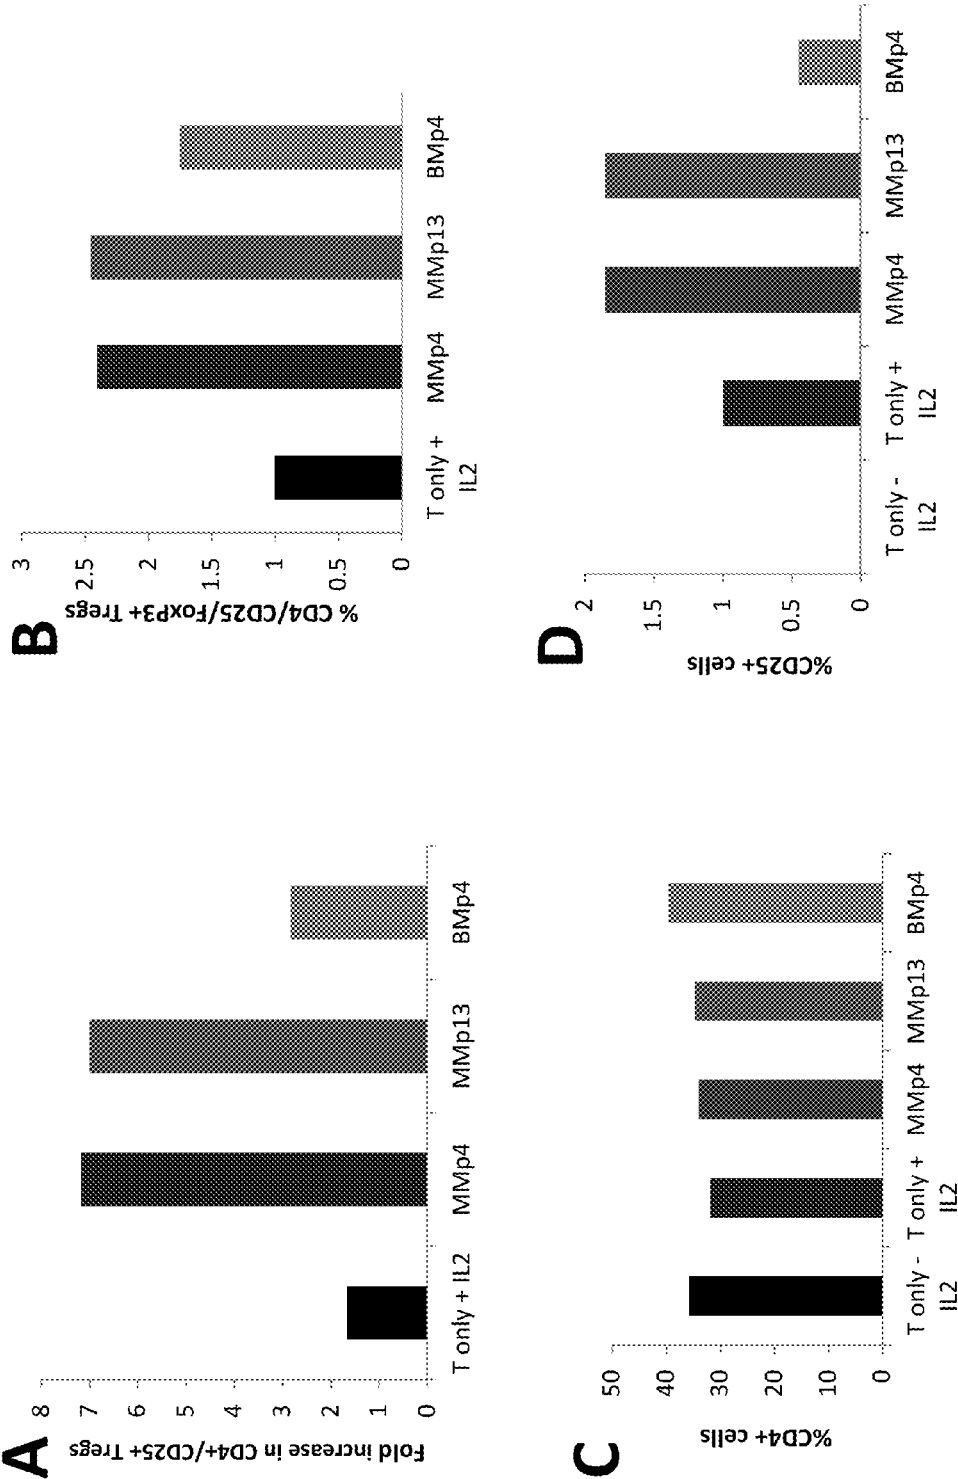 A
Fold increase in CD4+/CD25+ Tregs
8
7
6
5
4
3
2
1
0
T only + IL2
MMp4
MMp13
BMp4
B
% CD4/CD25/FoxP3+ Tregs
3
2.5
2
1.5
1
0.5
0
T only +
IL2
MMp4
MMp13
BMp4
C
%CD4+ cells
50
40
30
20
10
0
T only -
IL2
T only +
IL2
MMp4
MMp13
BMp4
D
%CD25+ cells
2
1.5
1
0.5
0
T only -
IL2
T only +
IL2
MMp4
MMp13
BMp4